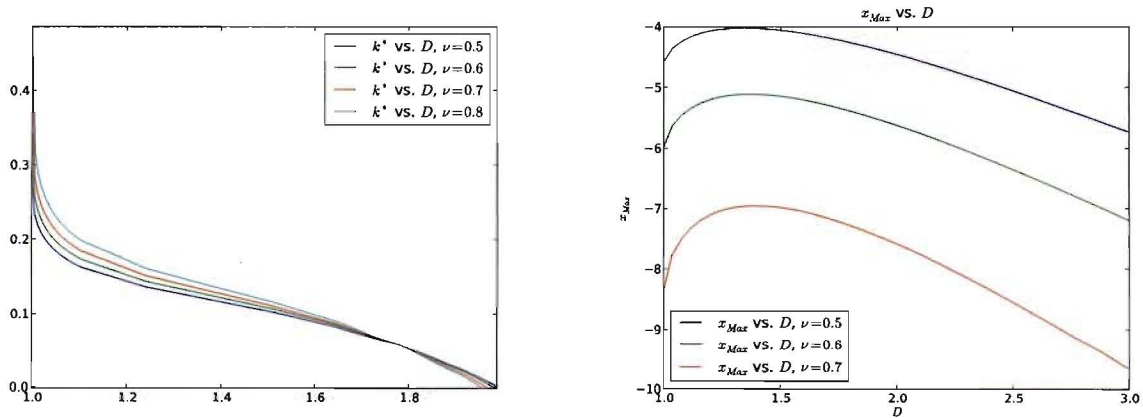 0.4
0.3
0.2
0.1
0.0
1.0 1.2 1.4 1.6 1.8
k* vs. D, ν=0.5
k* vs. D, ν=0.6
k* vs. D, ν=0.7
k* vs. D, ν=0.8
x_Max vs. D
−4
−5
−6
−7
−8
−9
−10
x_Max
x_Max vs. D, ν=0.5
x_Max vs. D, ν=0.6
x_Max vs. D, ν=0.7
1.0 1.5 2.0 2.5 3.0
D